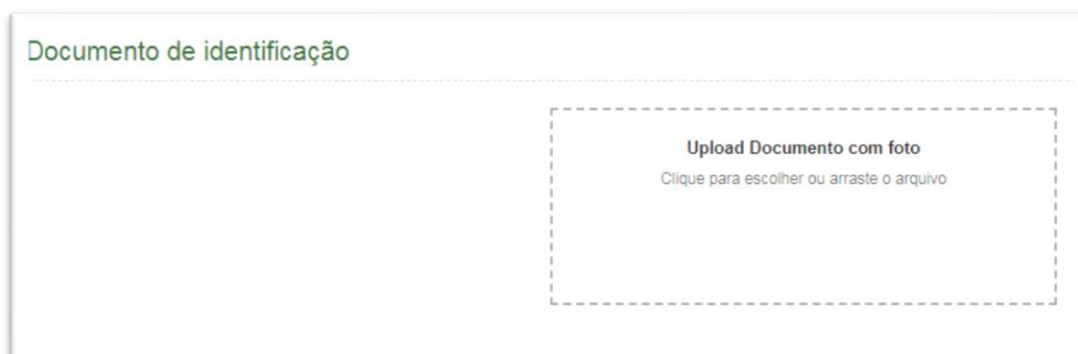 Documento de identificação
Upload Documento com foto
Clique para escolher ou arraste o arquivo